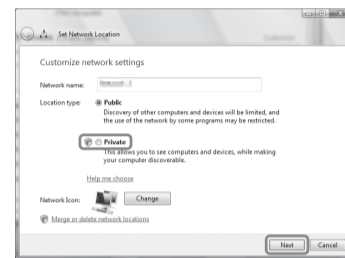 Set Network Location
Customize network settings
Network name:
Location type:
Public
Discovery of other computers and devices will be limited, and
the use of the network by some programs may be restricted.
Private
This allows you to see computers and devices, while making
your computer discoverable.
Help me choose
Network Icon:
Change
Merge or delete network locations
Next
Cancel